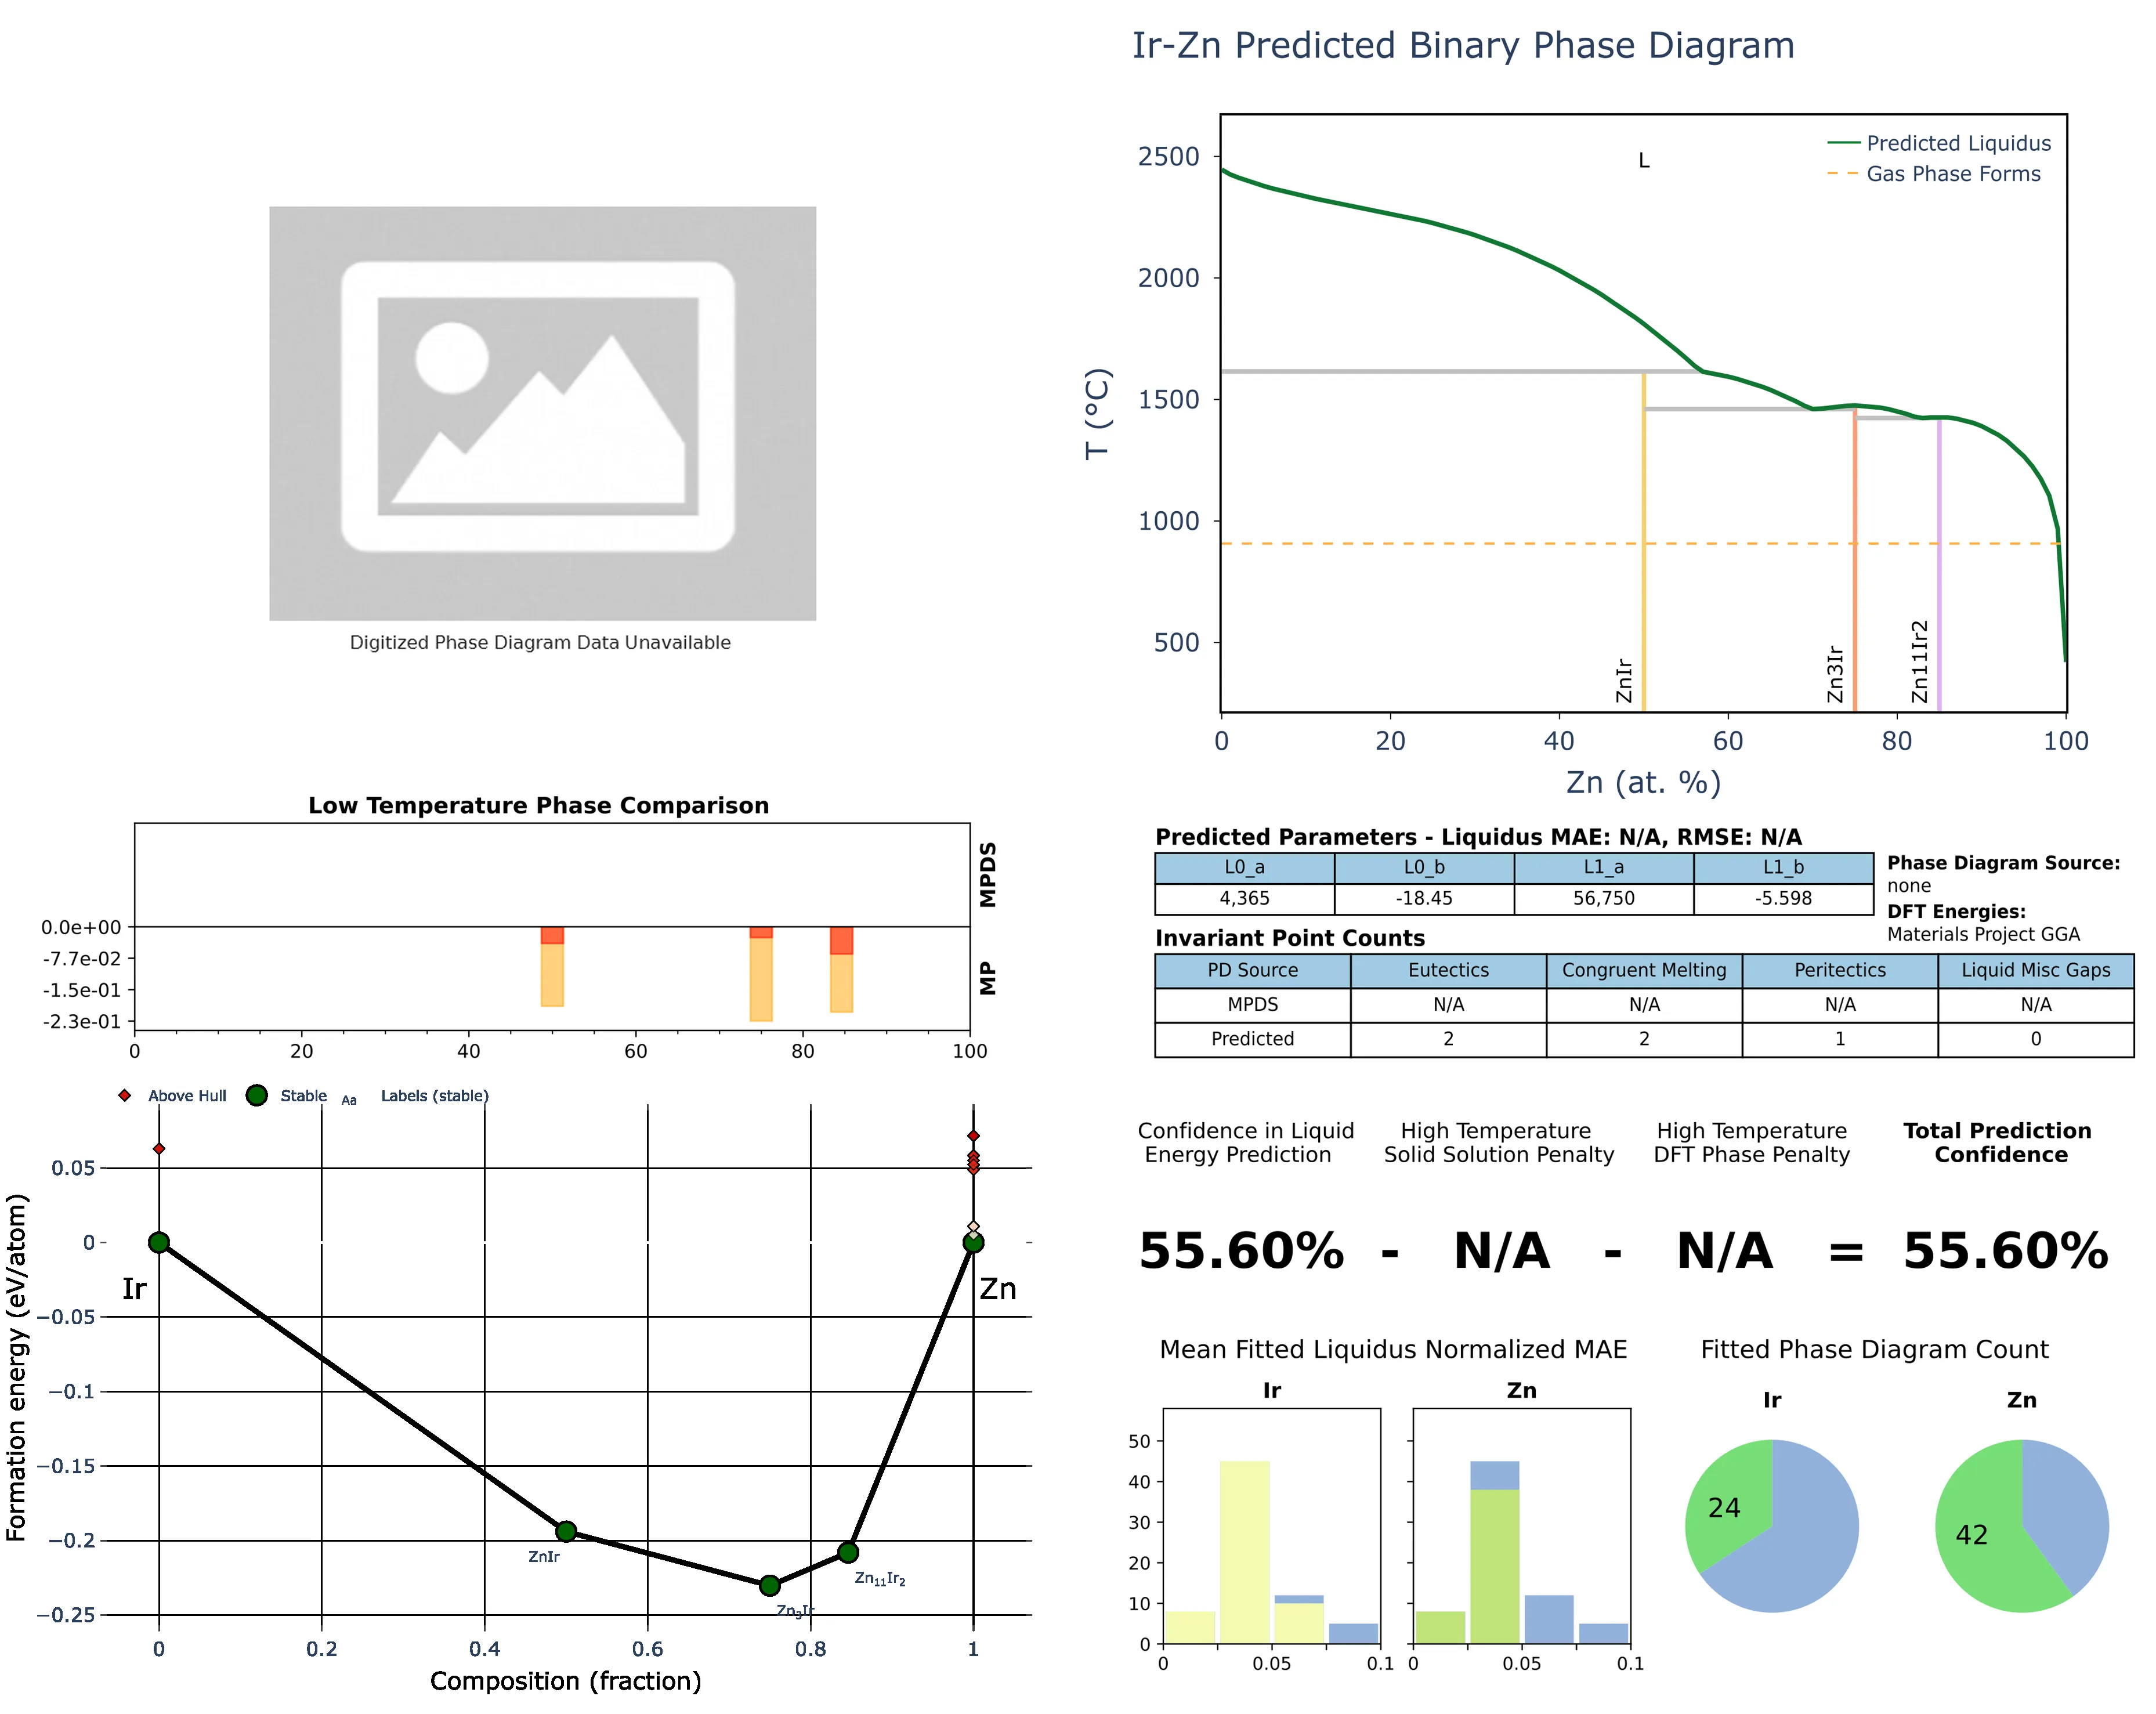 Ir-Zn Predicted Binary Phase Diagram
Digitized Phase Diagram Data Unavailable
T (°C)
2500
2000
1500
1000
500
L
Predicted Liquidus
Gas Phase Forms
ZnIr
Zn3Ir
Zn11Ir2
0 20 40 60 80 100
Zn (at. %)
Low Temperature Phase Comparison
MPDS
MP
0.0e+00
-7.7e-02
-1.5e-01
-2.3e-01
0 20 40 60 80 100
Predicted Parameters - Liquidus MAE: N/A, RMSE: N/A
L0_a L0_b L1_a L1_b
4,365 -18.45 56,750 -5.598
Phase Diagram Source:
none
DFT Energies:
Materials Project GGA
Invariant Point Counts
PD Source Eutectics Congruent Melting Peritectics Liquid Misc Gaps
MPDS N/A N/A N/A N/A
Predicted 2 2 1 0
Above Hull Stable Aa Labels (stable)
Formation energy (eV/atom)
0.05
0
−0.05
−0.1
−0.15
−0.2
−0.25
Ir
Zn
ZnIr
Zn₃Ir
Zn₁₁Ir₂
0 0.2 0.4 0.6 0.8 1
Composition (fraction)
Confidence in Liquid
Energy Prediction
High Temperature
Solid Solution Penalty
High Temperature
DFT Phase Penalty
Total Prediction
Confidence
55.60% - N/A - N/A = 55.60%
Mean Fitted Liquidus Normalized MAE
Ir
Zn
50
40
30
20
10
0
0 0.05 0.1
0 0.05 0.1
Fitted Phase Diagram Count
Ir
24
Zn
42